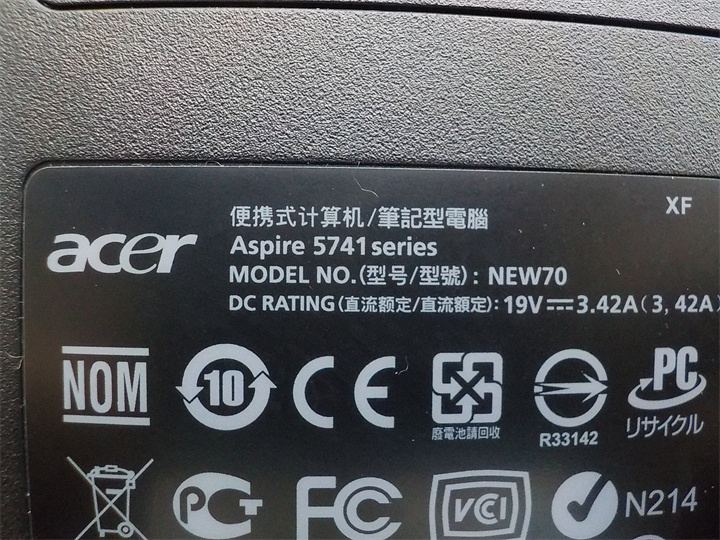 XF
acer
便携式计算机/筆記型電腦
Aspire 5741series
MODEL NO.(型号/型號): NEW70
DC RATING(直流额定/直流額定): 19V⎓3.42A(3,42A)
NOM
10
CE
廢電池請回收
R33142
PC
リサイクル
PCT
FC
VCI
N214